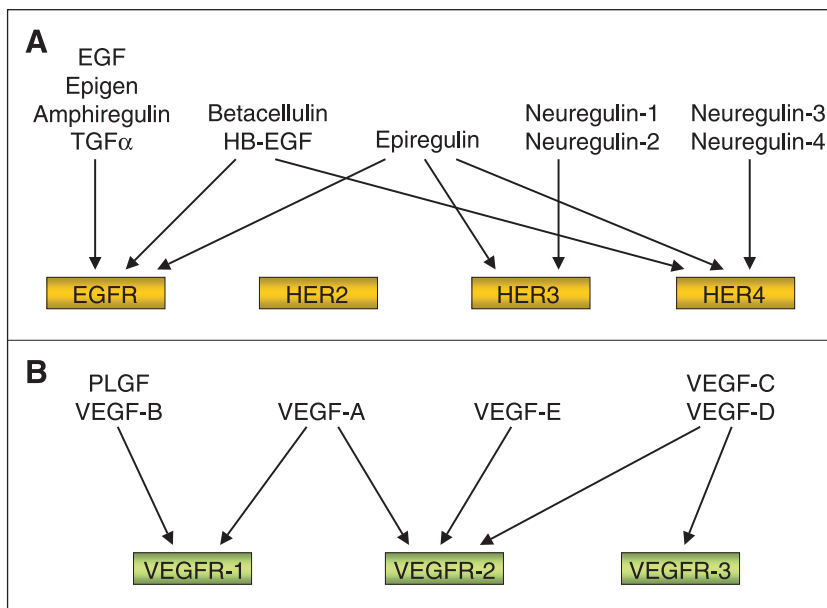 A
EGF
Epigen
Amphiregulin
TGFα
Betacellulin
HB-EGF
Epiregulin
Neuregulin-1
Neuregulin-2
Neuregulin-3
Neuregulin-4
EGFR
HER2
HER3
HER4
B
PLGF
VEGF-B
VEGF-A
VEGF-E
VEGF-C
VEGF-D
VEGFR-1
VEGFR-2
VEGFR-3